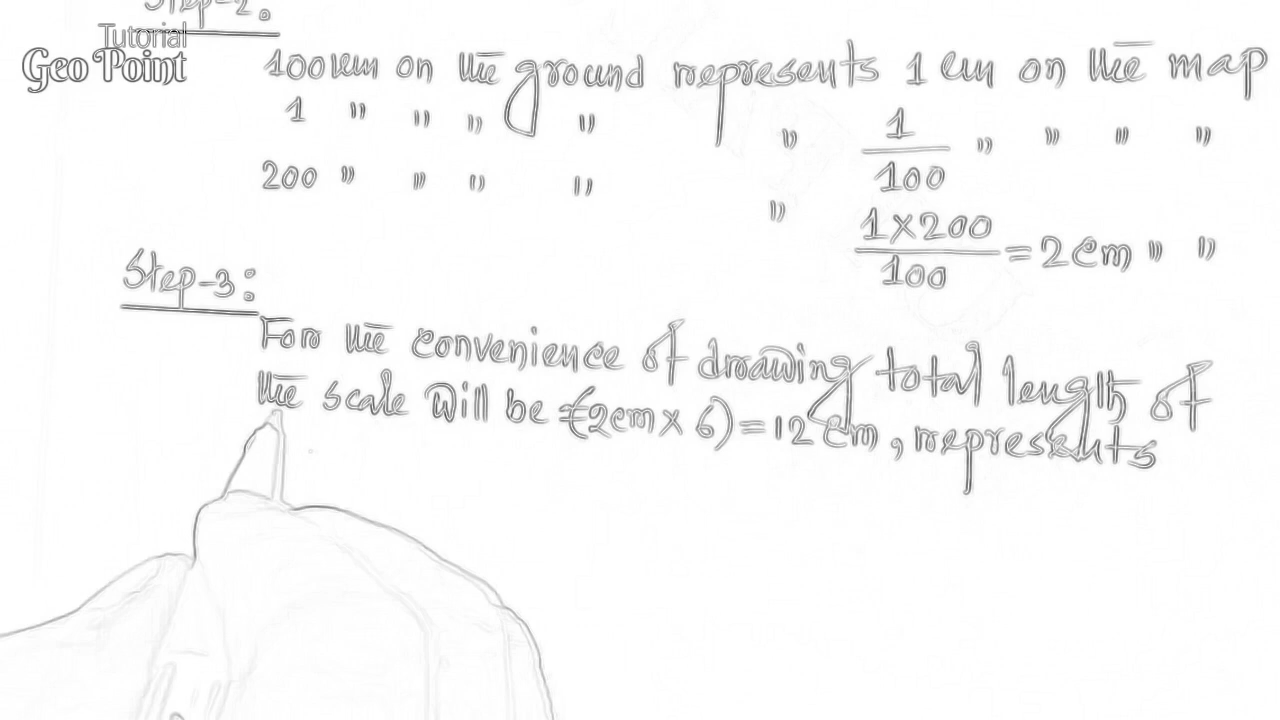 Step-2:
Tutorial
Geo Point
100km on the ground represents 1 cm on the map
1 " " " " " 1/100 " " " "
200 " " " " " 1×200/100 = 2cm " "
Step-3:
For the convenience of drawing total length of
the scale will be (2cm × 6) = 12 cm, represents